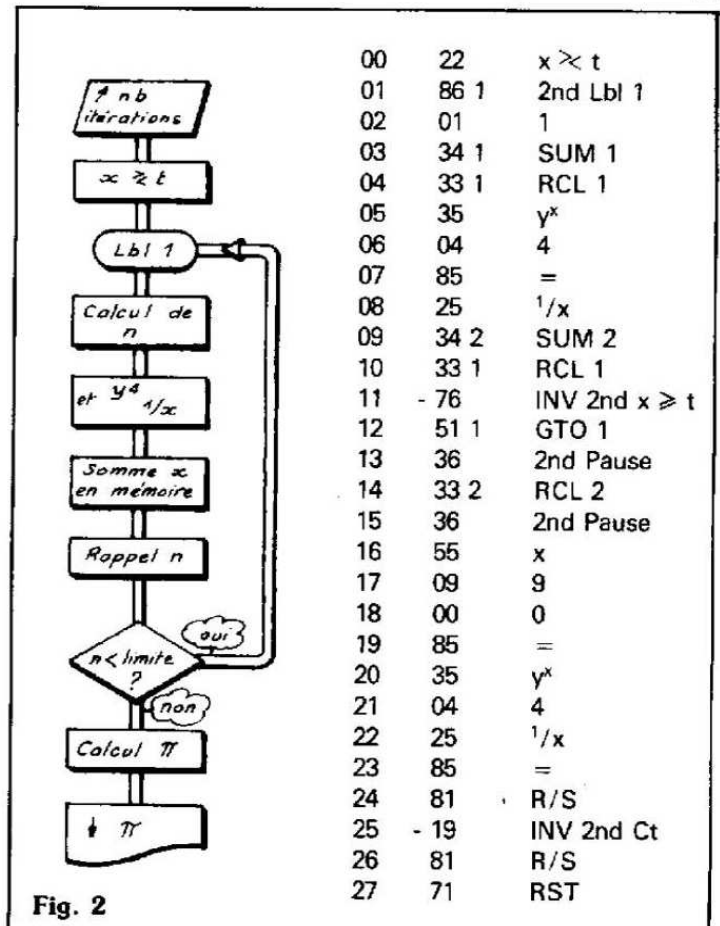 ↑ nb
itérations
x ≷ t
Lbl 1
Calcul de
n
et y⁴ ¹/x
Somme x
en mémoire
Rappel n
oui
n < limite
?
non
Calcul π
↓ π
Fig. 2
00 22 x ≷ t
01 86 1 2nd Lbl 1
02 01 1
03 34 1 SUM 1
04 33 1 RCL 1
05 35 yˣ
06 04 4
07 85 =
08 25 ¹/x
09 34 2 SUM 2
10 33 1 RCL 1
11 - 76 INV 2nd x ⩾ t
12 51 1 GTO 1
13 36 2nd Pause
14 33 2 RCL 2
15 36 2nd Pause
16 55 x
17 09 9
18 00 0
19 85 =
20 35 yˣ
21 04 4
22 25 ¹/x
23 85 =
24 81 R/S
25 - 19 INV 2nd Ct
26 81 R/S
27 71 RST